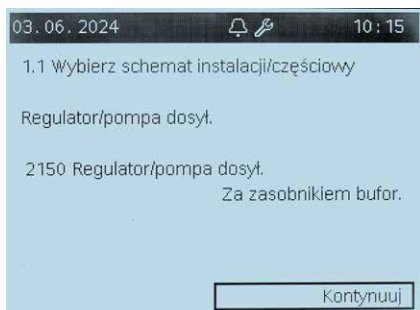 03.06.2024 10:15
1.1 Wybierz schemat instalacji/częściowy
Regulator/pompa dosył.
2150 Regulator/pompa dosył.
Za zasobnikiem bufor.
Kontynuuj